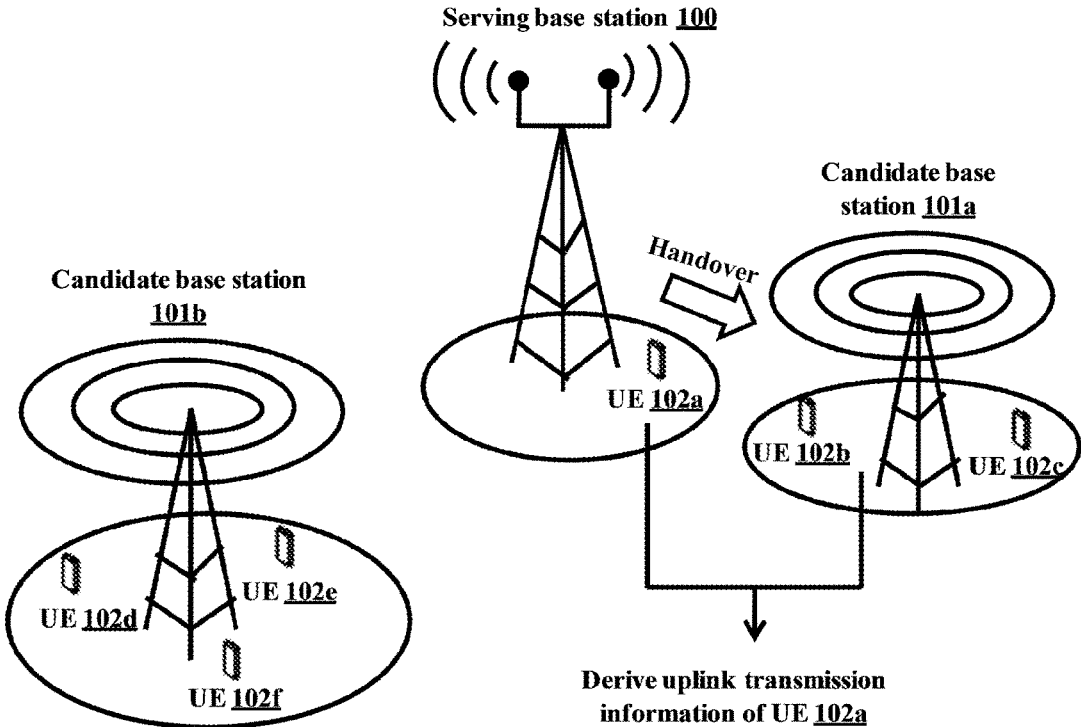 Serving base station 100
Candidate base
station 101a
Handover
Candidate base station
101b
UE 102a
UE 102b
UE 102c
UE 102d
UE 102e
UE 102f
Derive uplink transmission
information of UE 102a